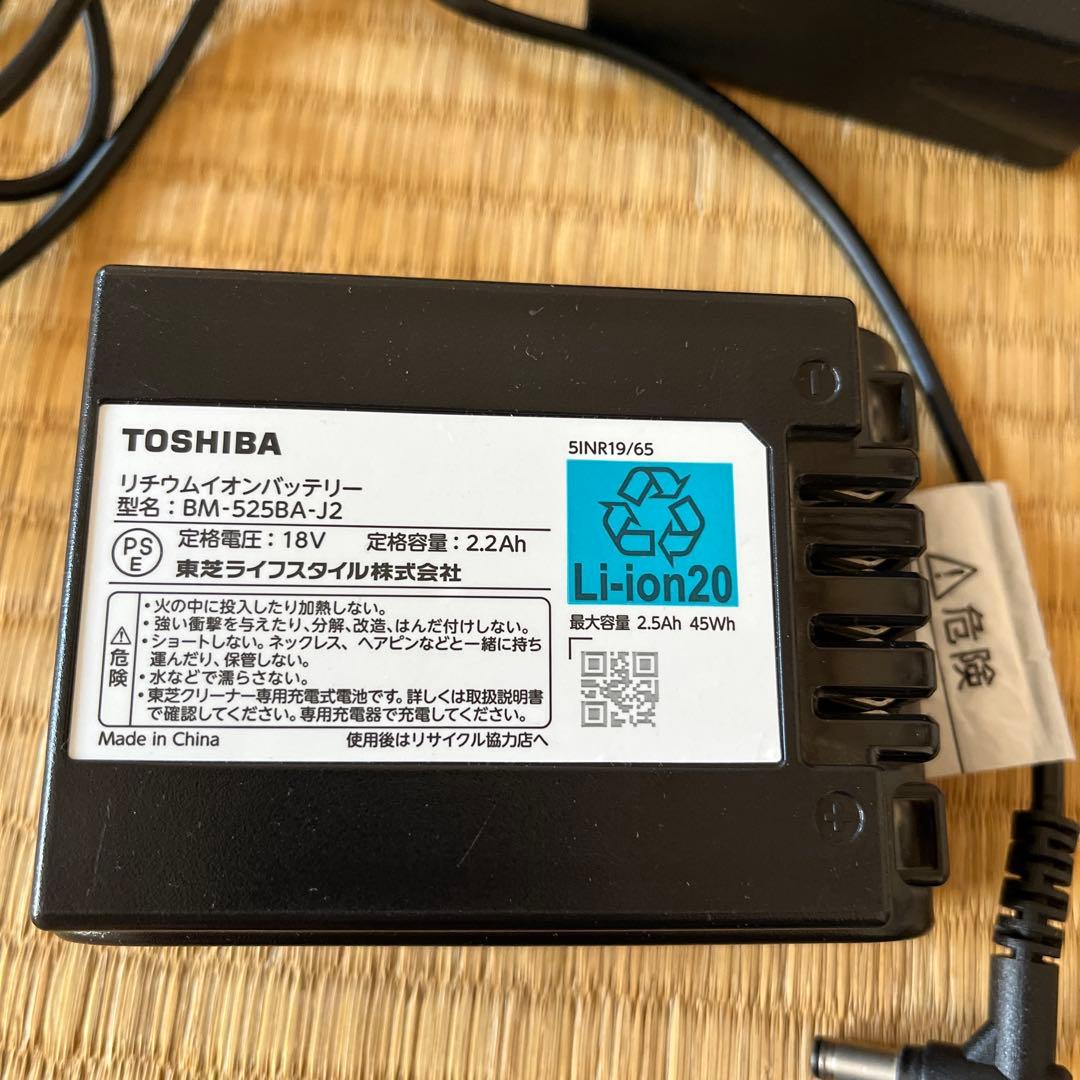 TOSHIBA
リチウムイオンバッテリー
型名：BM-525BA-J2
PSE
定格電圧：18V 定格容量：2.2Ah
東芝ライフスタイル株式会社
⚠危険
・火の中に投入したり加熱しない。
・強い衝撃を与えたり、分解、改造、はんだ付けしない。
・ショートしない。ネックレス、ヘアピンなどと一緒に持ち
運んだり、保管しない。
・水などで濡らさない。
・東芝クリーナー専用充電式電池です。詳しくは取扱説明書
で確認してください。専用充電器で充電してください。
Made in China 使用後はリサイクル協力店へ
5INR19/65
Li-ion20
最大容量 2.5Ah 45Wh
−
+
⚠危険